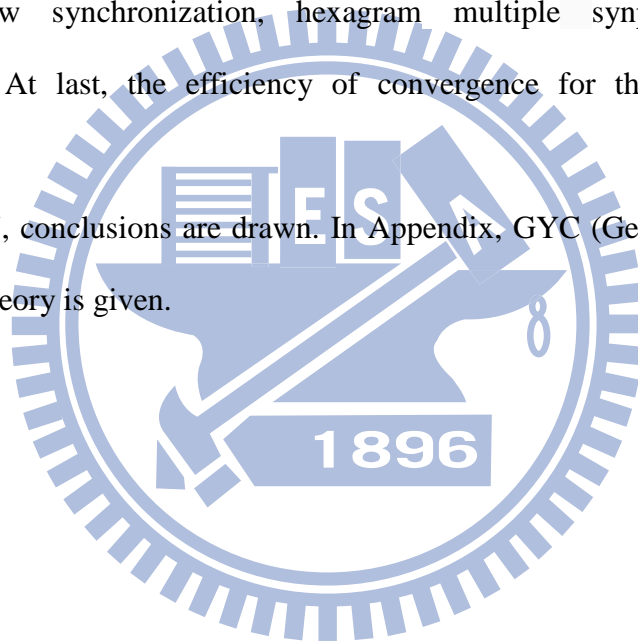 w synchronization, hexagram multiple syn
At last, the efficiency of convergence for th
, conclusions are drawn. In Appendix, GYC (Ge
eory is given.
E S A
1896